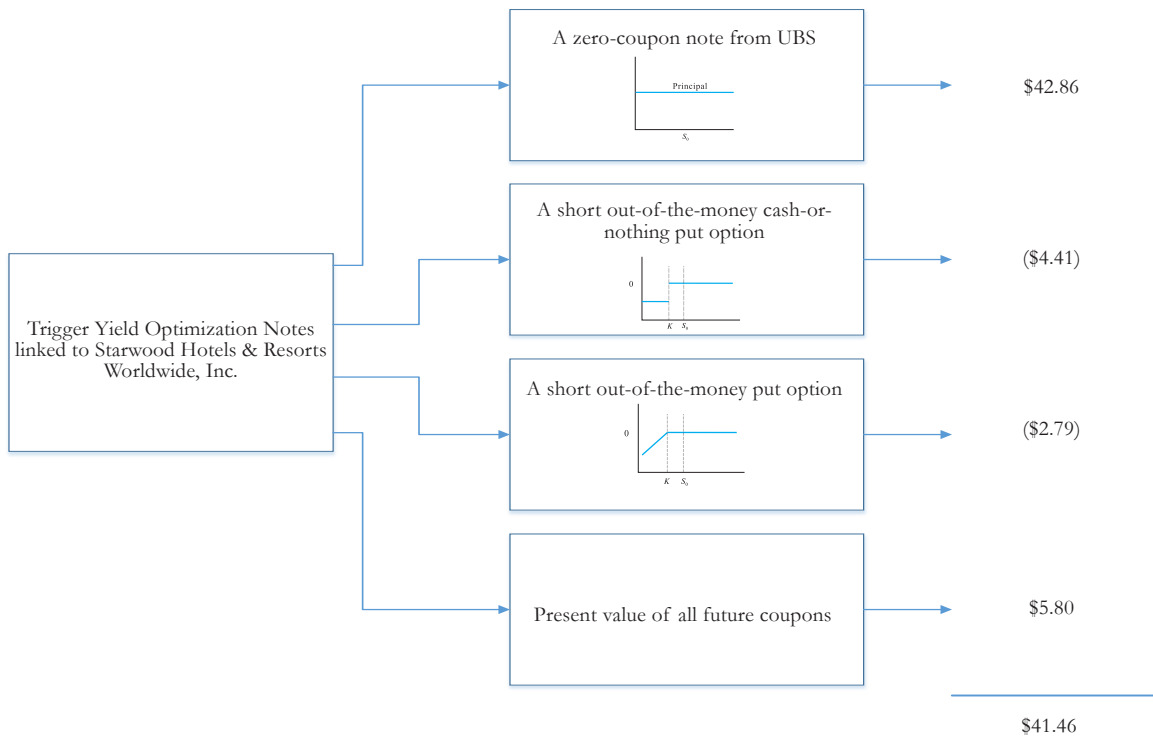 A zero-coupon note from UBS
Principal
S₀
$42.86
A short out-of-the-money cash-or-
nothing put option
0
K S₀
($4.41)
Trigger Yield Optimization Notes
linked to Starwood Hotels & Resorts
Worldwide, Inc.
A short out-of-the-money put option
0
K S₀
($2.79)
Present value of all future coupons
$5.80
$41.46